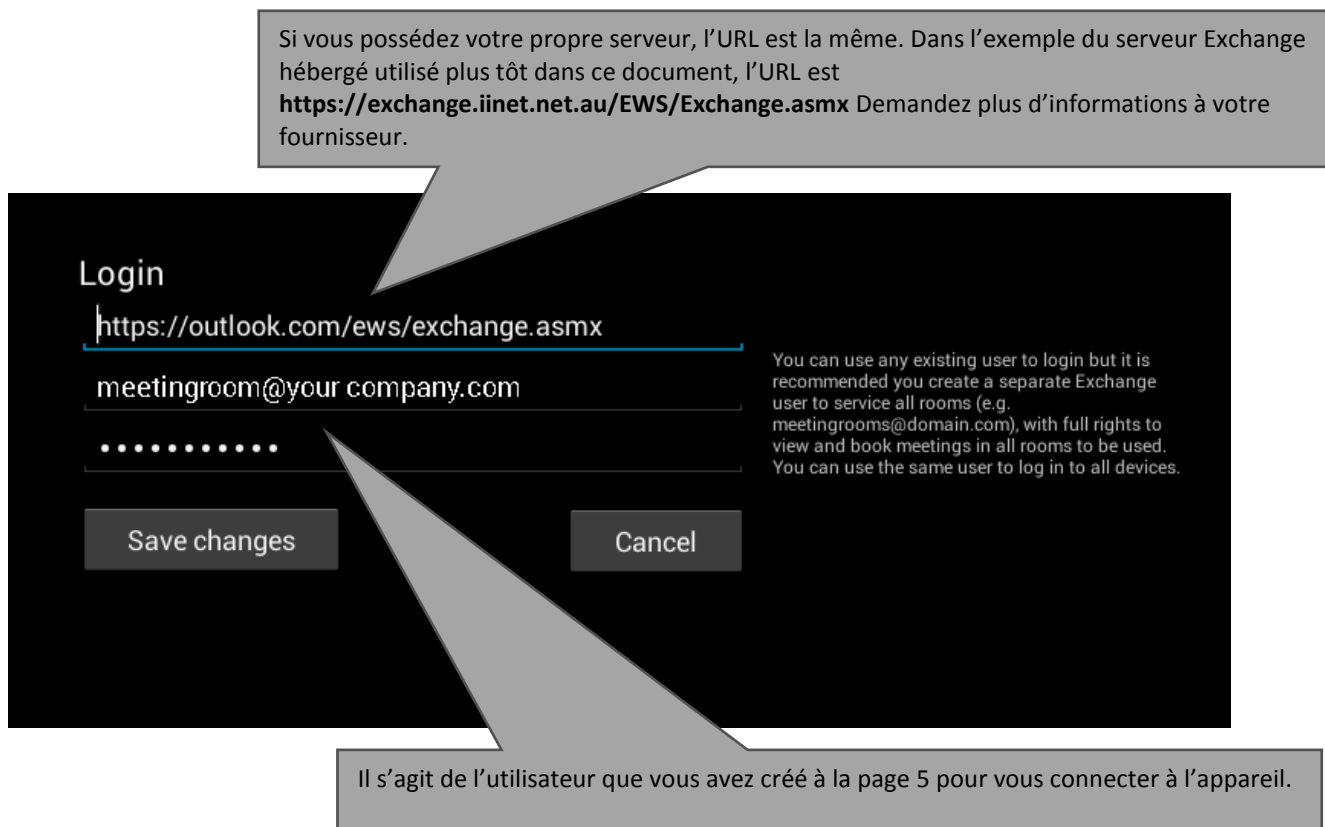 Si vous possédez votre propre serveur, l’URL est la même. Dans l’exemple du serveur Exchange
hébergé utilisé plus tôt dans ce document, l’URL est
https://exchange.iinet.net.au/EWS/Exchange.asmx Demandez plus d’informations à votre
fournisseur.
Login
https://outlook.com/ews/exchange.asmx
meetingroom@your company.com
•••••••••••
You can use any existing user to login but it is
recommended you create a separate Exchange
user to service all rooms (e.g.
meetingrooms@domain.com), with full rights to
view and book meetings in all rooms to be used.
You can use the same user to log in to all devices.
Save changes
Cancel
Il s’agit de l’utilisateur que vous avez créé à la page 5 pour vous connecter à l’appareil.